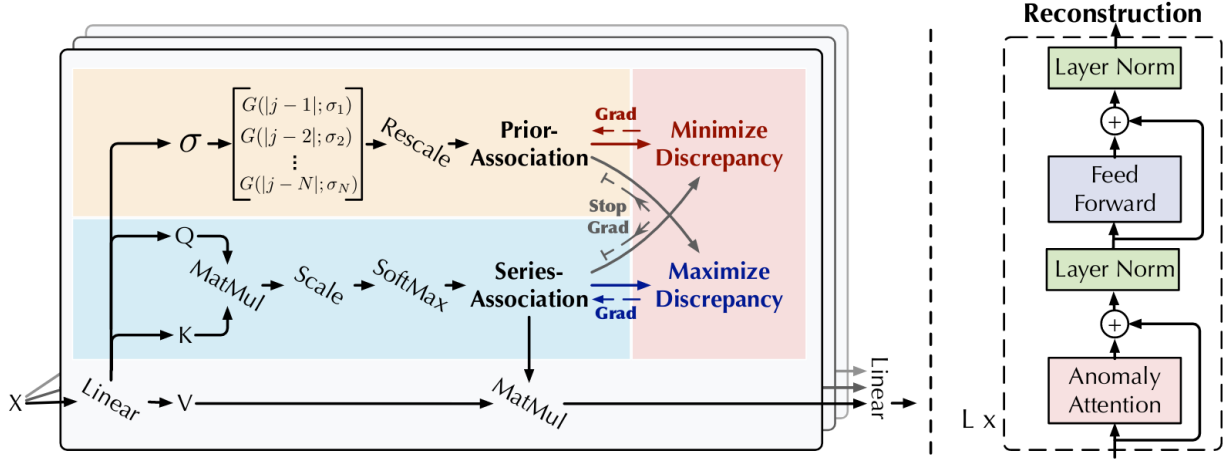 Reconstruction
Layer Norm
+
Feed
Forward
Layer Norm
+
Anomaly
Attention
L x
σ
G(|j − 1|; σ₁)
G(|j − 2|; σ₂)
⋮
G(|j − N|; σ_N)
Rescale
Prior-
Association
Grad
Minimize
Discrepancy
Stop
Grad
Q
K
MatMul
Scale
SoftMax
Series-
Association
Grad
Maximize
Discrepancy
X
Linear
V
MatMul
Linear